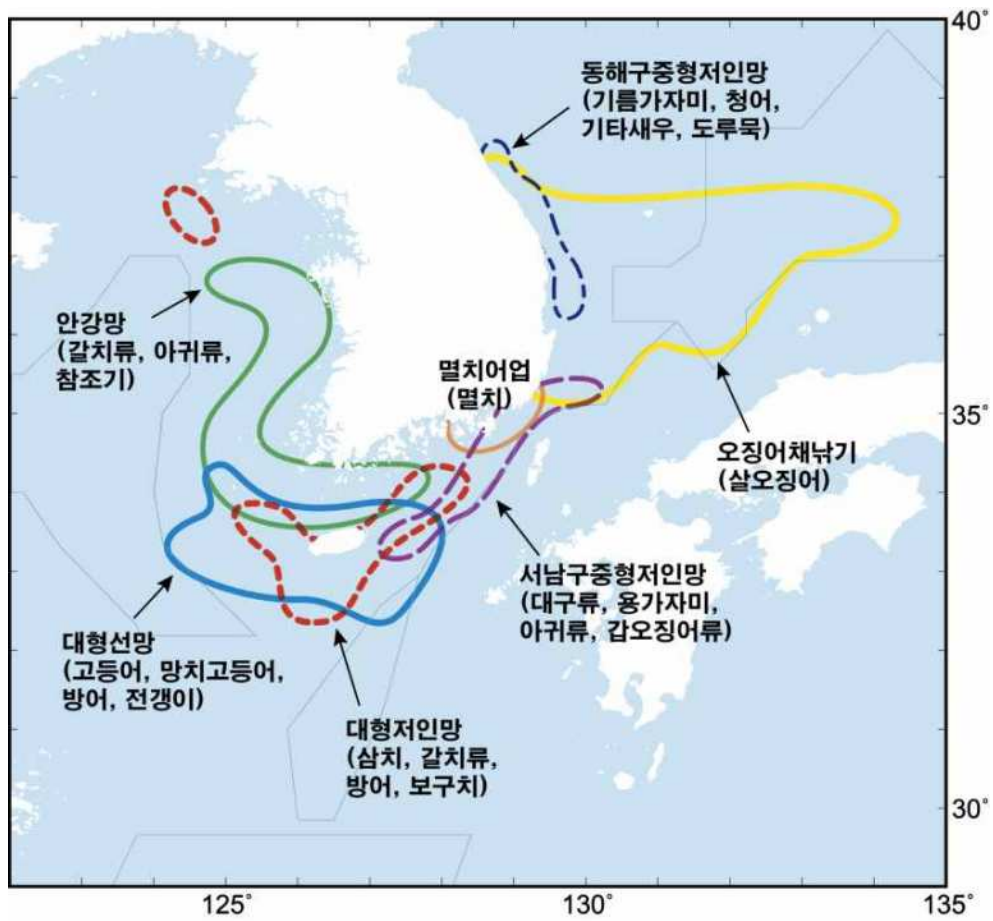 40°
동해구중형저인망
(기름가자미, 청어,
기타새우, 도루묵)
안강망
(갈치류, 아귀류,
참조기)
멸치어업
(멸치)
35°
오징어채낚기
(살오징어)
서남구중형저인망
(대구류, 용가자미,
아귀류, 갑오징어류)
대형선망
(고등어, 망치고등어,
방어, 전갱이)
대형저인망
(삼치, 갈치류,
방어, 보구치)
30°
125°
130°
135°